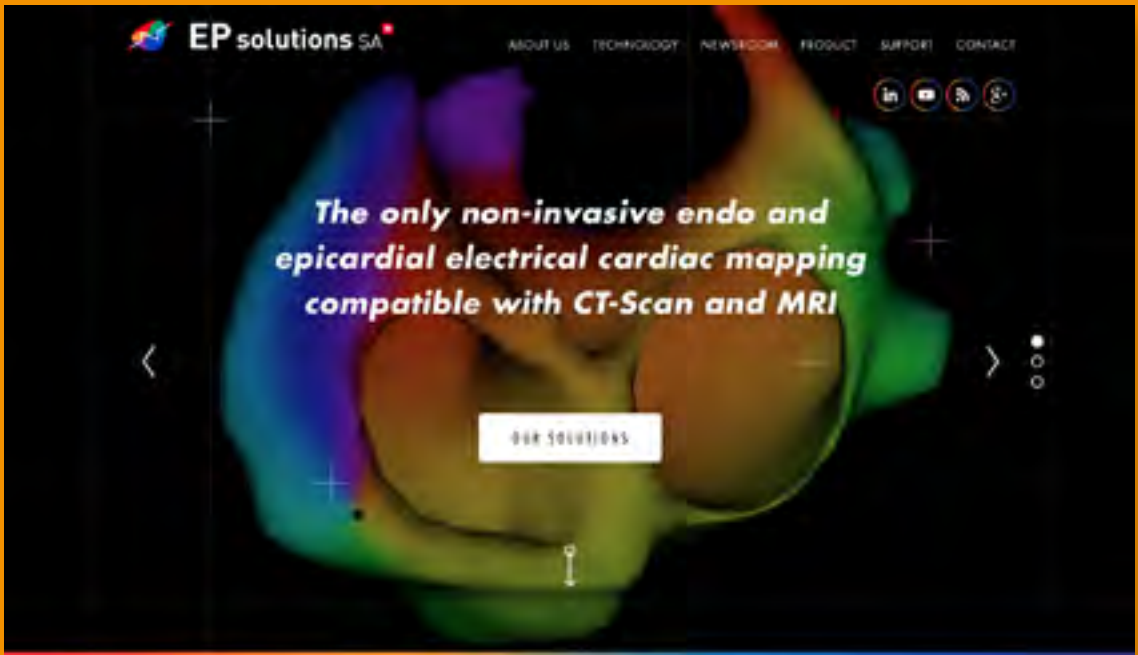 EP solutions SA
ABOUT US TECHNOLOGY NEWSROOM PRODUCT SUPPORT CONTACT
in g+
The only non-invasive endo and
epicardial electrical cardiac mapping
compatible with CT-Scan and MRI
OUR SOLUTIONS